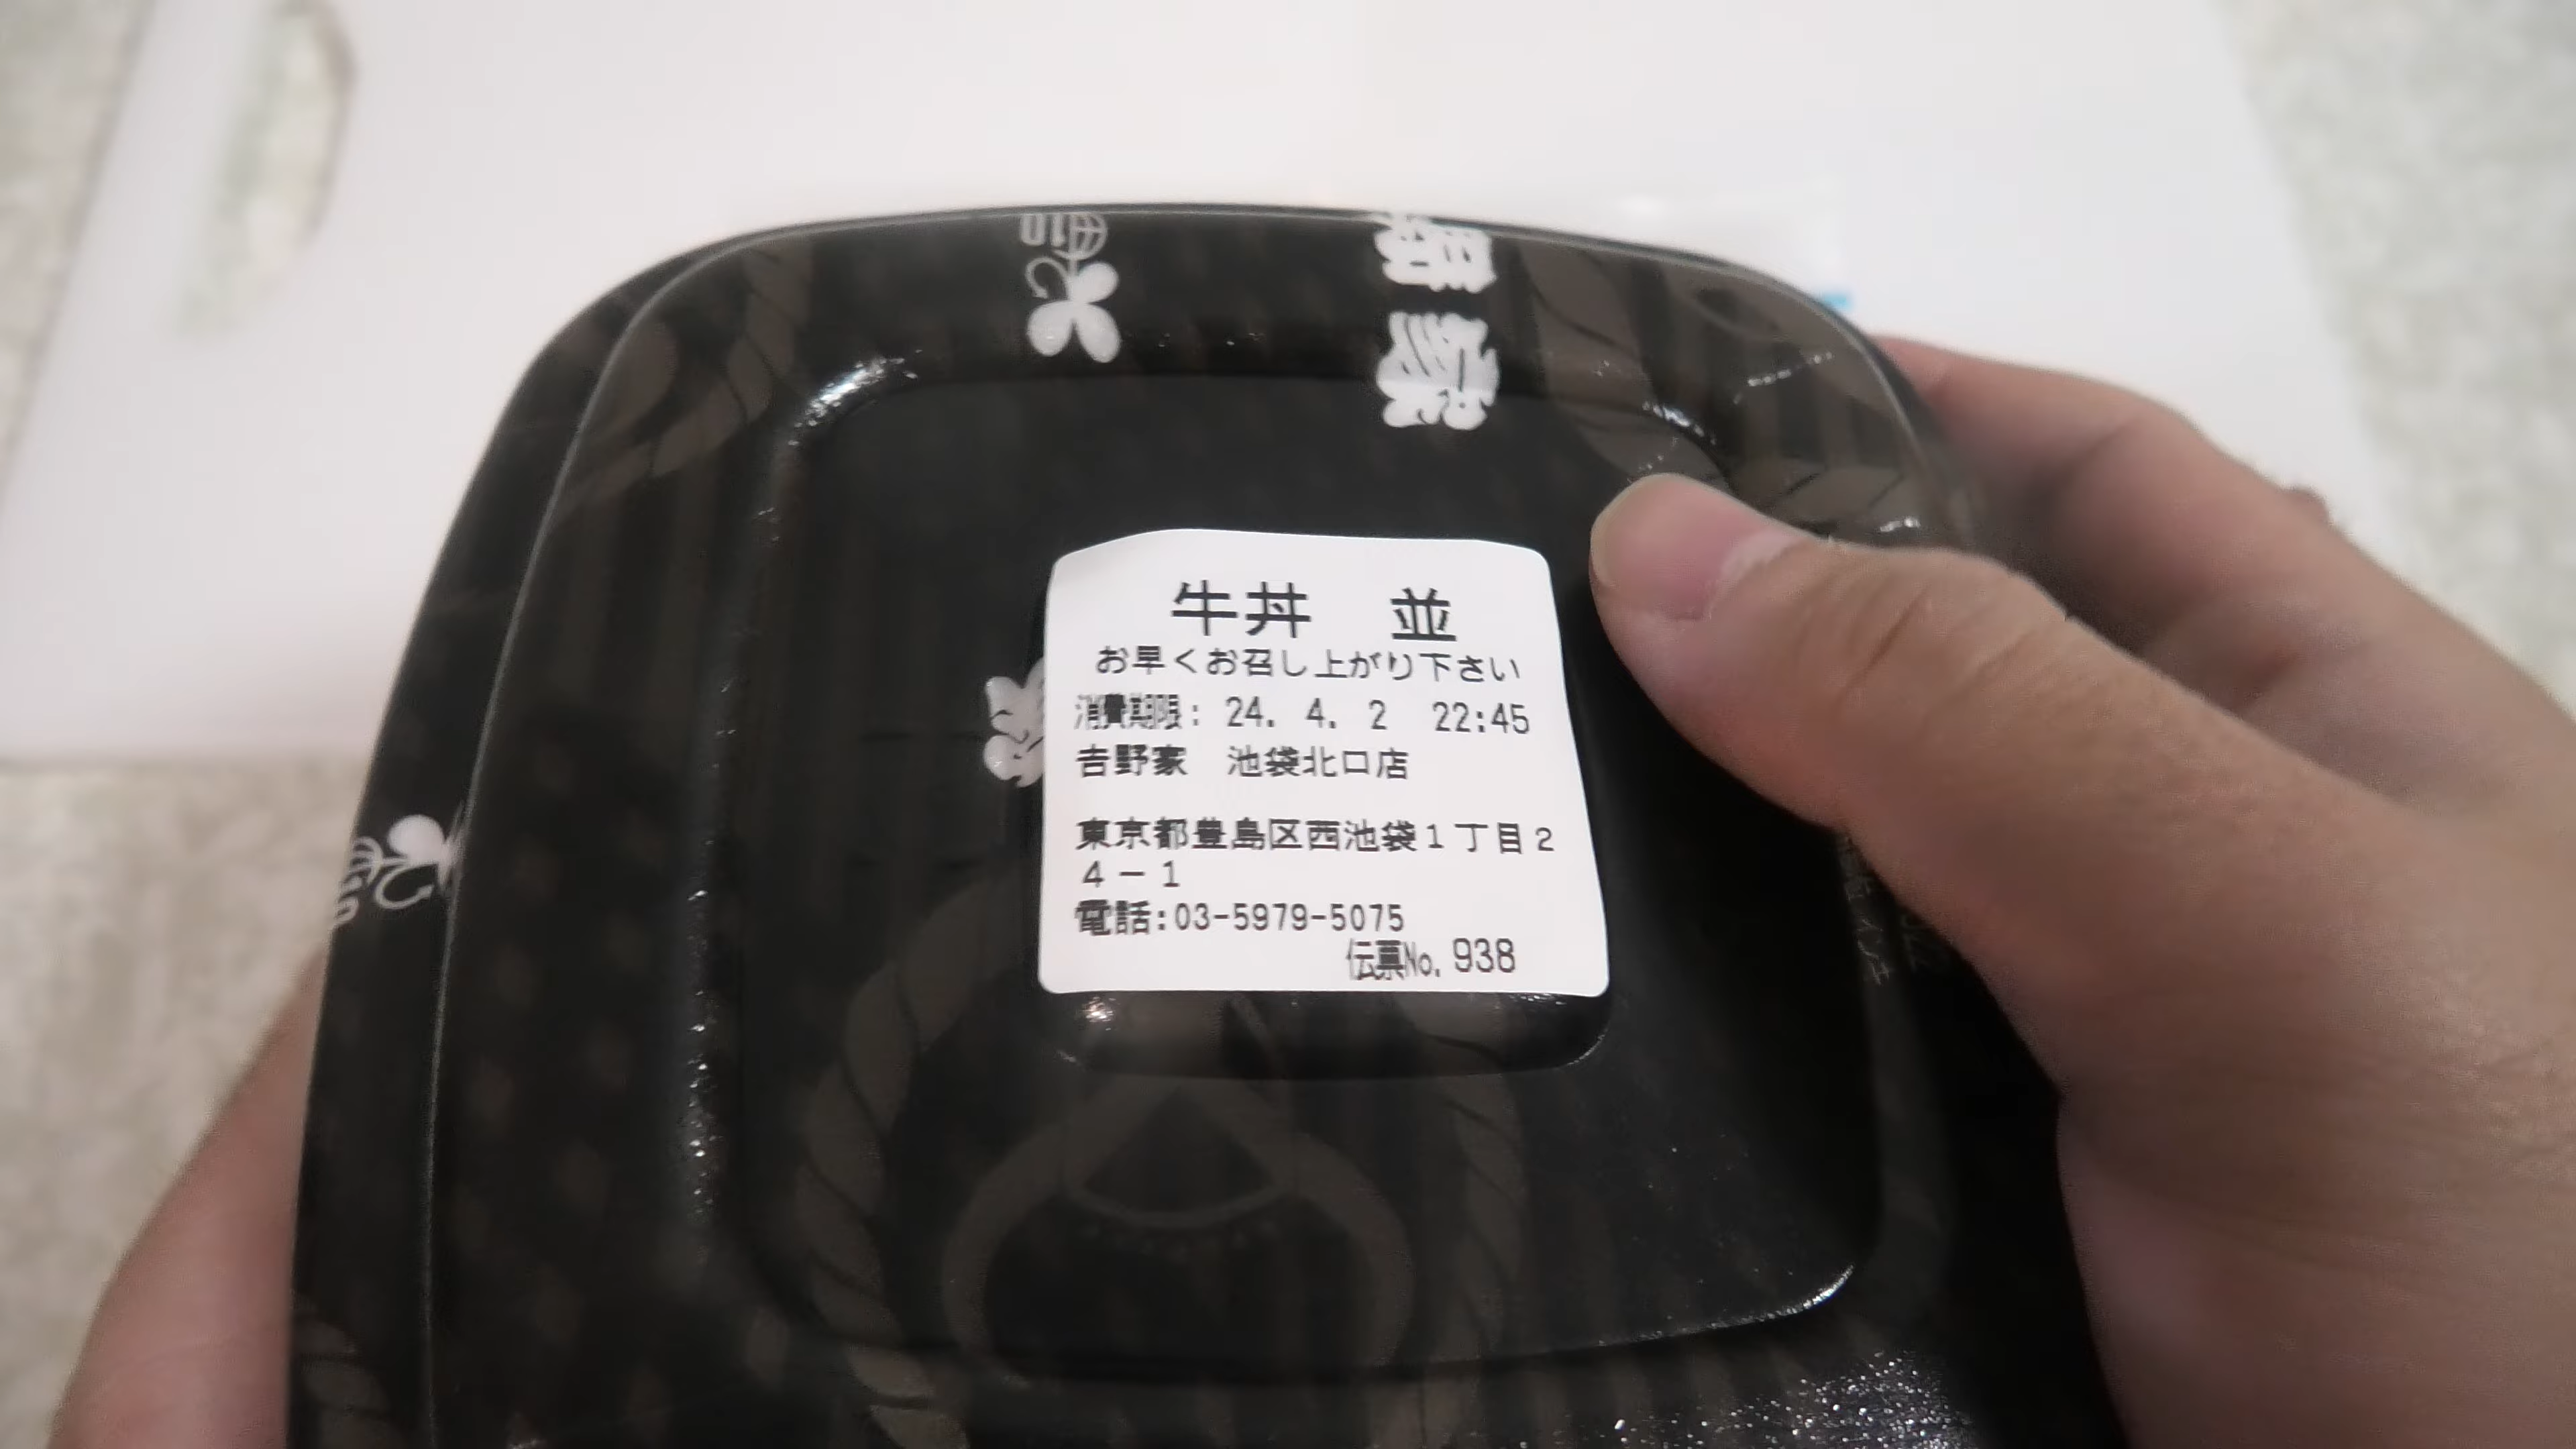 牛丼 並
お早くお召し上がり下さい
消費期限: 24. 4. 2 22:45
吉野家 池袋北口店
東京都豊島区西池袋1丁目2
4-1
電話:03-5979-5075
伝票No. 938